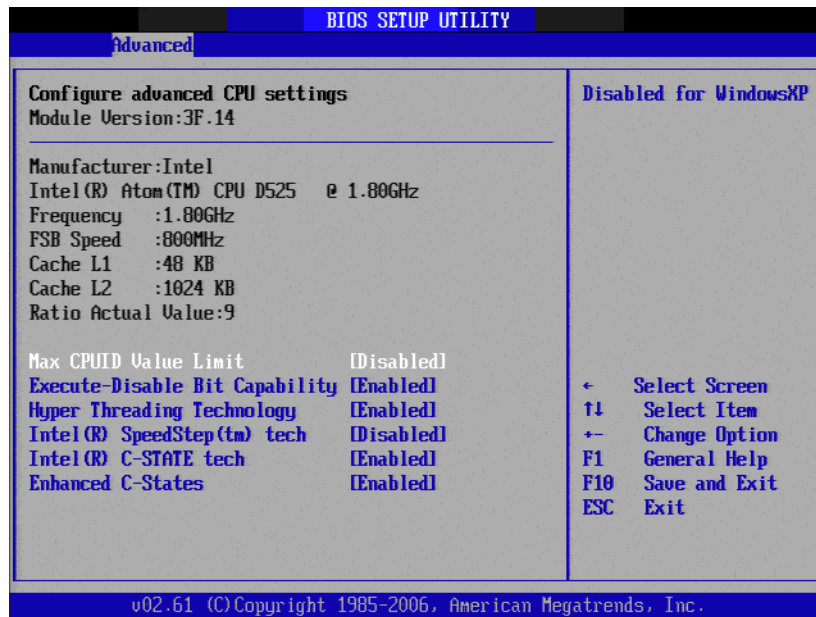 BIOS SETUP UTILITY
Advanced
Configure advanced CPU settings
Module Version:3F.14
Manufacturer:Intel
Intel(R) Atom(TM) CPU D525 @ 1.80GHz
Frequency :1.80GHz
FSB Speed :800MHz
Cache L1 :48 KB
Cache L2 :1024 KB
Ratio Actual Value:9
Max CPUID Value Limit [Disabled]
Execute-Disable Bit Capability [Enabled]
Hyper Threading Technology [Enabled]
Intel(R) SpeedStep(tm) tech [Disabled]
Intel(R) C-STATE tech [Enabled]
Enhanced C-States [Enabled]
Disabled for WindowsXP
← Select Screen
↑↓ Select Item
+- Change Option
F1 General Help
F10 Save and Exit
ESC Exit
v02.61 (C)Copyright 1985-2006, American Megatrends, Inc.